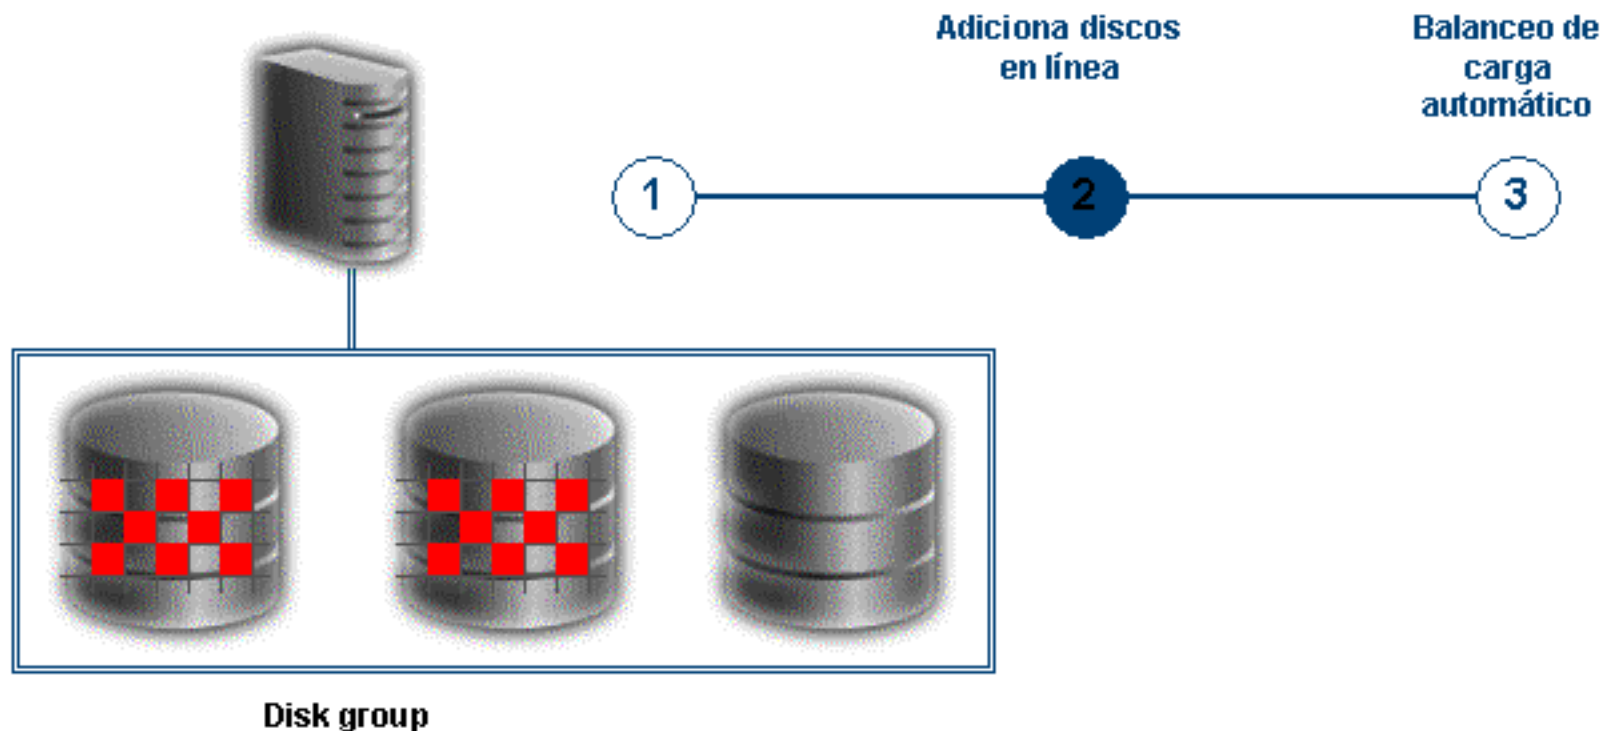 Adiciona discos
en línea
Balanceo de
carga
automático
1
2
3
Disk group